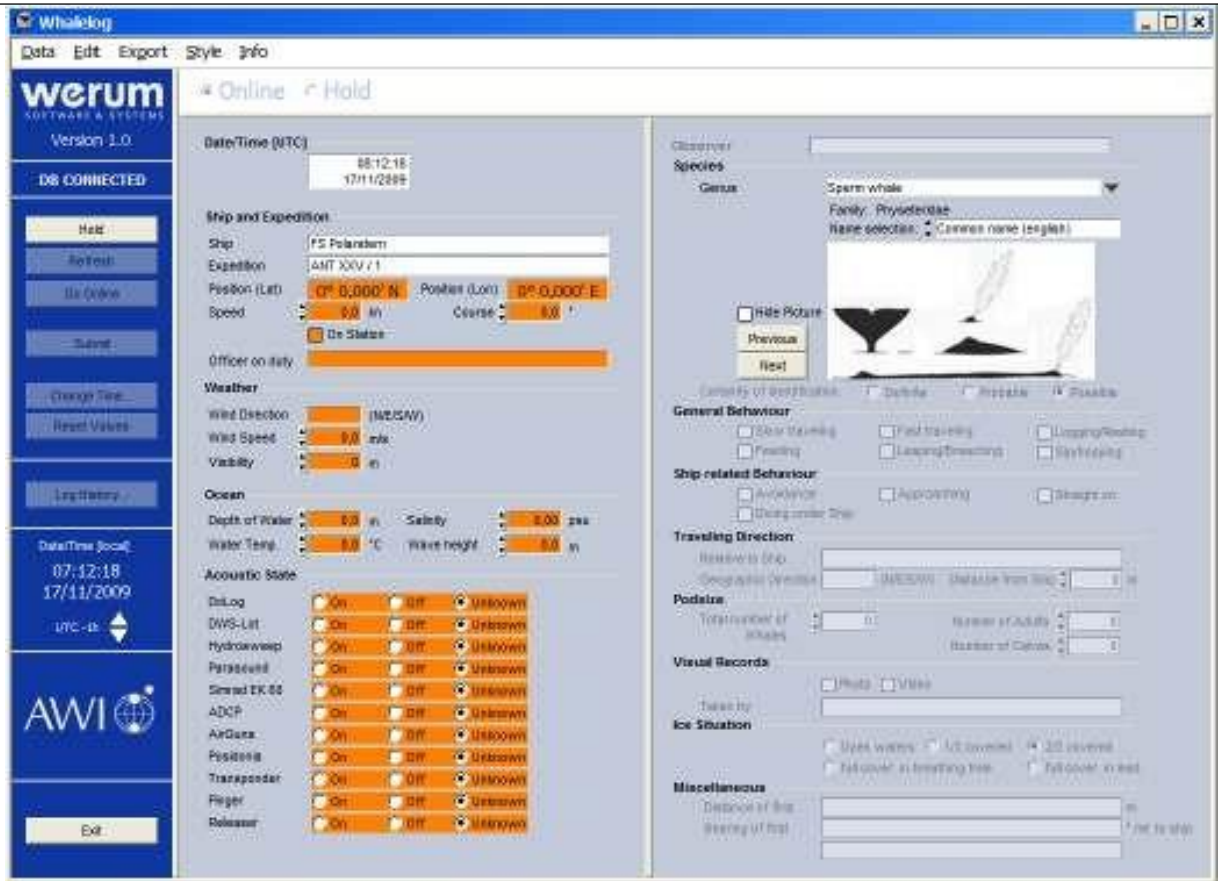 Whalelog
Data Edit Export Style Info
werum
SOFTWARE & SYSTEMS
Version 1.0
DB CONNECTED
Hold
Refresh
Go Online
Submit
Change Time...
Reset Values
Log History...
Date/Time [local]
07:12:18
17/11/2009
UTC -1h
AWI
Exit
Online Hold
Date/Time [UTC]
08:12:18
17/11/2009
Ship and Expedition
Ship FS Polarstern
Expedition ANT XXV / 1
Position (Lat) 0° 0,000' N Position (Lon) 0° 0,000' E
Speed 0,0 kn Course 0,0 °
On Station
Officer on duty
Weather
Wind Direction (N/E/S/W)
Wind Speed 0,0 m/s
Visibility 0 m
Ocean
Depth of Water 0,0 m Salinity 0,00 psu
Water Temp. 0,0 °C Wave height 0,0 m
Acoustic State
DoLog On Off Unknown
DWS-Lot On Off Unknown
Hydrosweep On Off Unknown
Parasound On Off Unknown
Simrad EK 60 On Off Unknown
ADCP On Off Unknown
AirGuns On Off Unknown
Posidonia On Off Unknown
Transponder On Off Unknown
Pinger On Off Unknown
Releaser On Off Unknown
Observer
Species
Genus Sperm whale
Family: Physeteridae
Name selection: Common name (english)
Hide Picture
Previous
Next
Certainty of Identification Definite Probable Possible
General Behaviour
Slow traveling Fast traveling Logging/Resting
Feeding Leaping/Breaching Spyhopping
Ship-related Behaviour
Avoidance Approaching Straight on
Diving under Ship
Traveling Direction
Relative to Ship
Geographic Direction (N/E/S/W) Distance from Ship 0 m
Podsize
Total number of Whales 0 Number of Adults 0
Number of Calves 0
Visual Records
Photo Video
Taken by
Ice Situation
Open waters 1/3 covered 2/3 covered
full cover: in breathing hole full cover: in lead
Miscellaneous
Distance of first m
Bearing of first ° rel. to ship